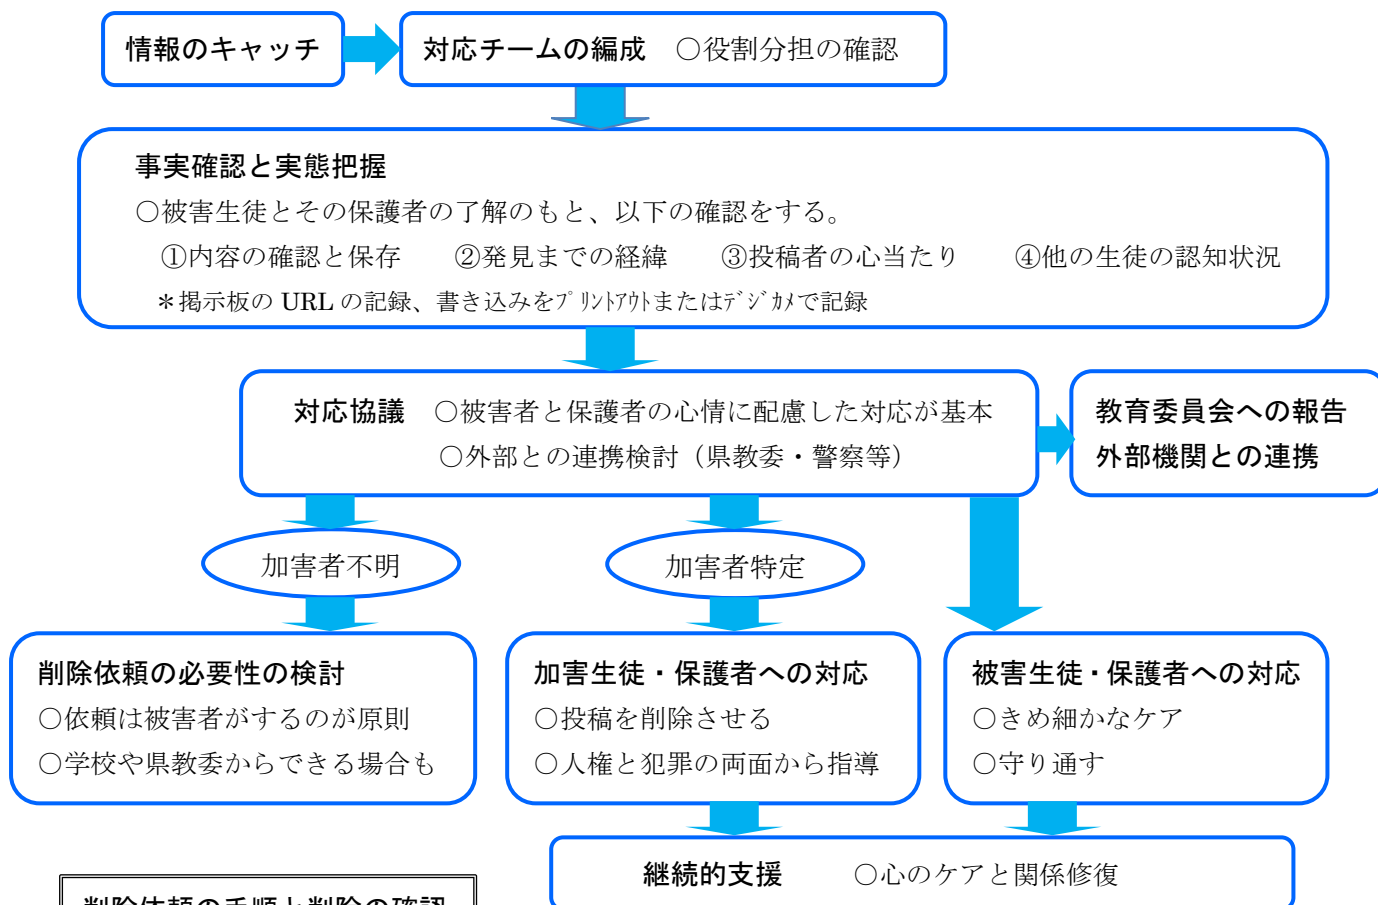 情報のキャッチ
対応チームの編成　○役割分担の確認
事実確認と実態把握
○被害生徒とその保護者の了解のもと、以下の確認をする。
①内容の確認と保存　②発見までの経緯　③投稿者の心当たり　④他の生徒の認知状況
＊掲示板の URL の記録、書き込みをﾌﾟﾘﾝﾄｱｳﾄまたはﾃﾞｼﾞｶﾒで記録
対応協議　○被害者と保護者の心情に配慮した対応が基本
○外部との連携検討（県教委・警察等）
教育委員会への報告
外部機関との連携
加害者不明
加害者特定
削除依頼の必要性の検討
○依頼は被害者がするのが原則
○学校や県教委からできる場合も
加害生徒・保護者への対応
○投稿を削除させる
○人権と犯罪の両面から指導
被害生徒・保護者への対応
○きめ細かなケア
○守り通す
継続的支援　○心のケアと関係修復
削除依頼の手順と削除の確認